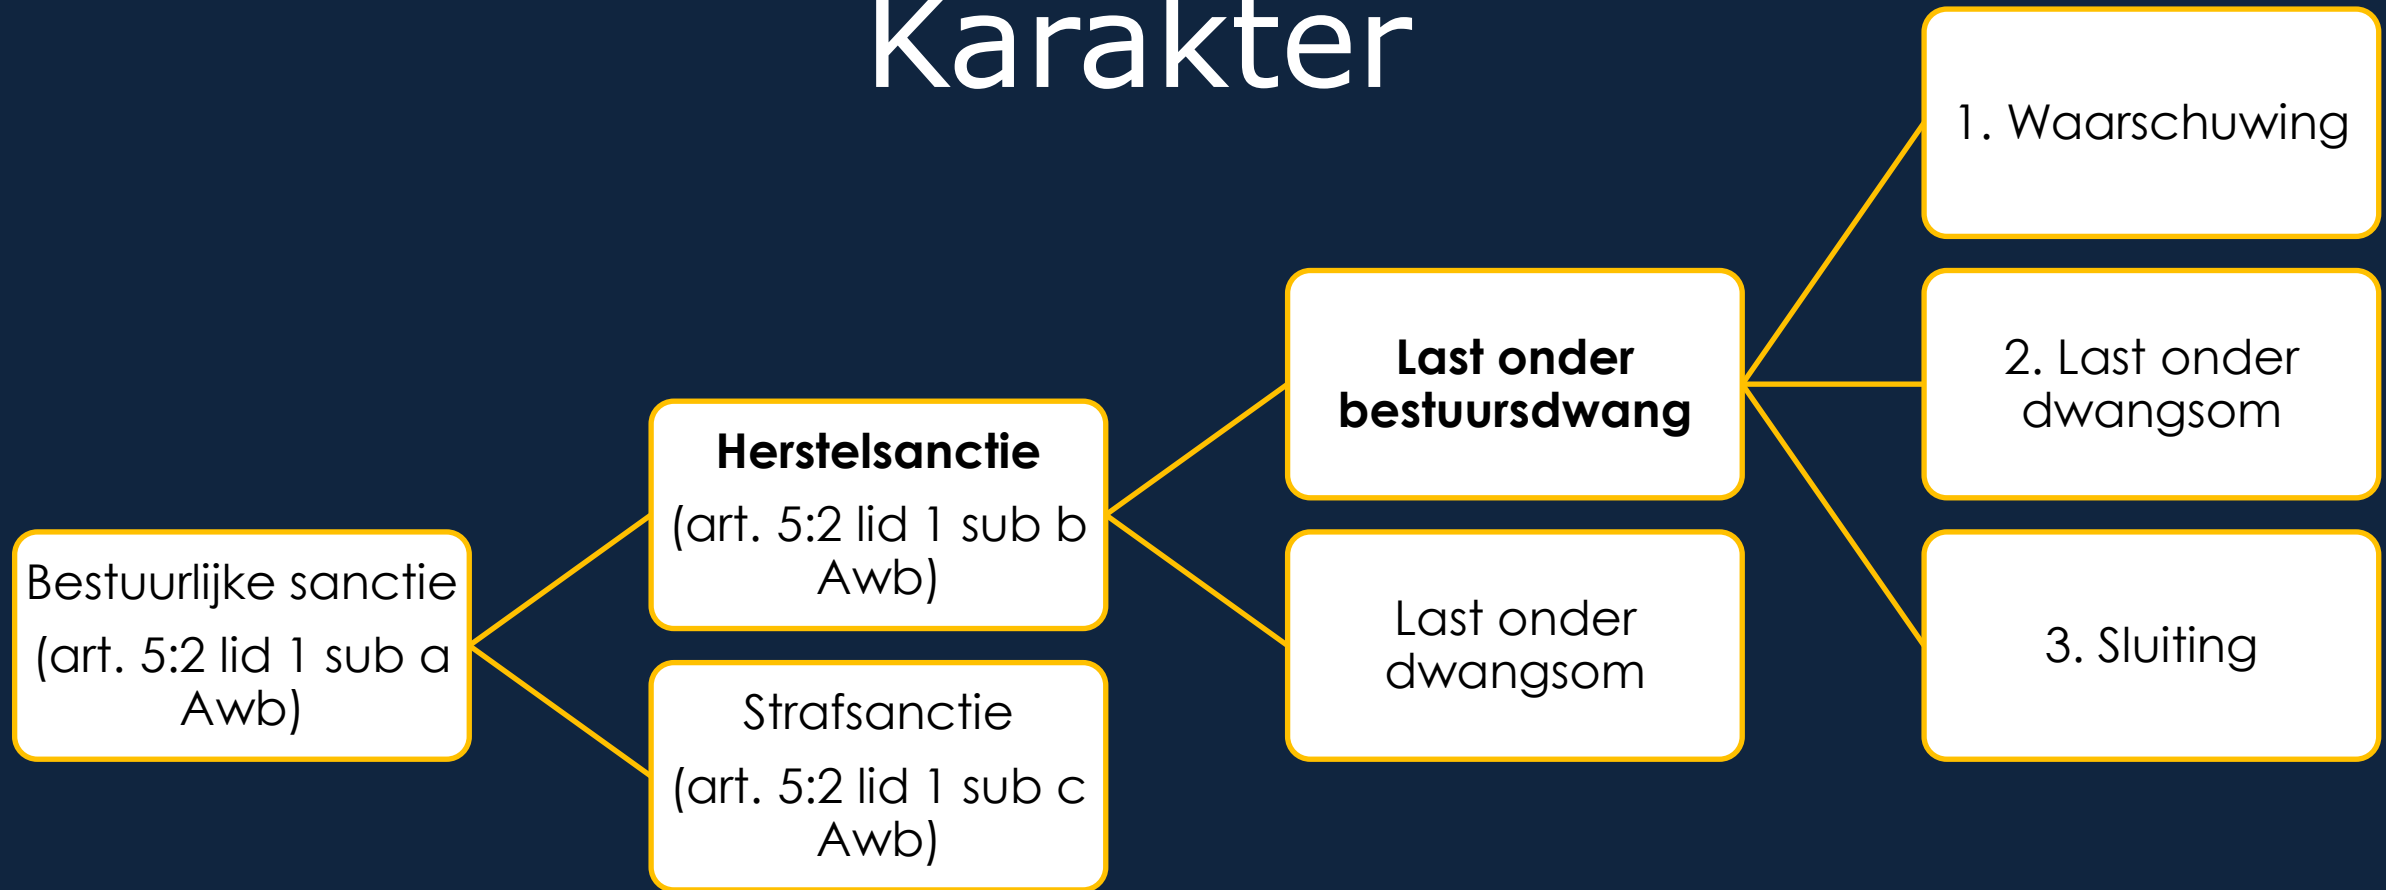 Karakter
Bestuurlijke sanctie
(art. 5:2 lid 1 sub a
Awb)
Herstelsanctie
(art. 5:2 lid 1 sub b
Awb)
Strafsanctie
(art. 5:2 lid 1 sub c
Awb)
Last onder
bestuursdwang
Last onder
dwangsom
1. Waarschuwing
2. Last onder
dwangsom
3. Sluiting